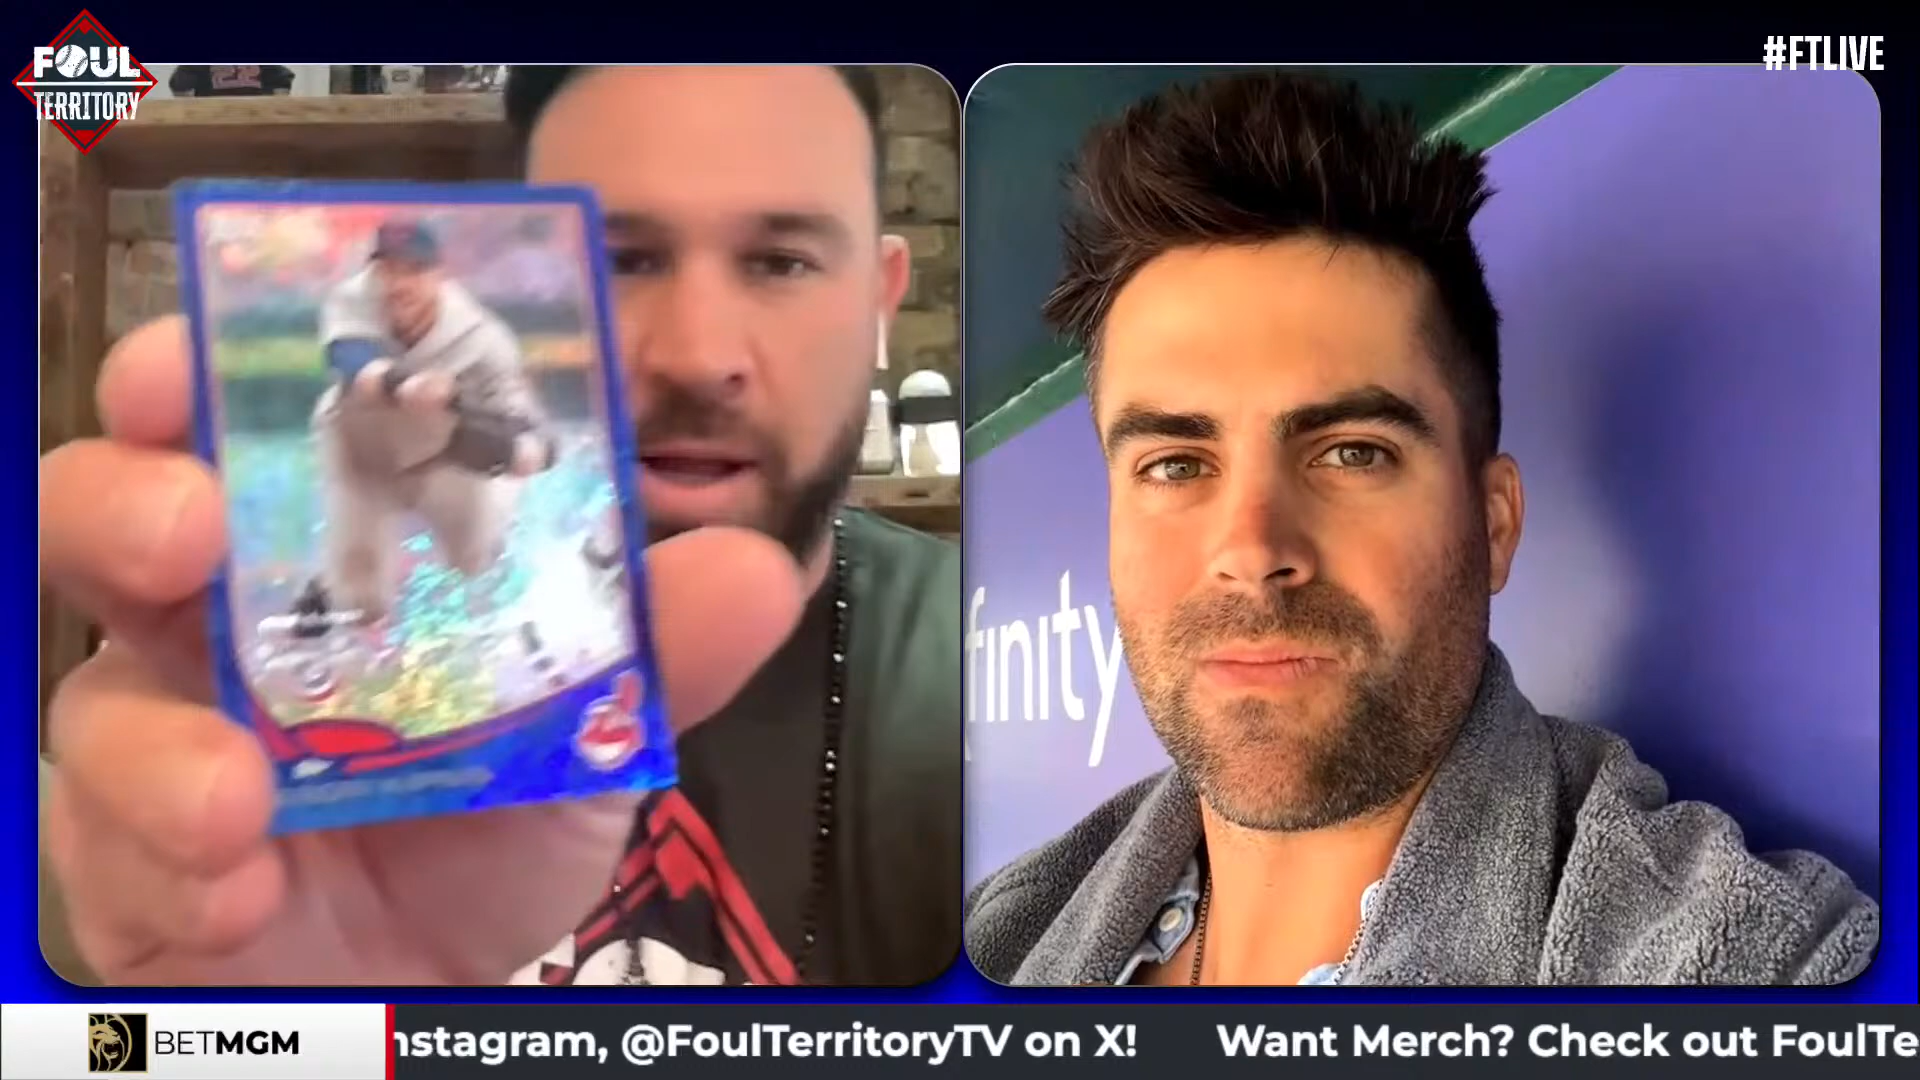 FOUL
TERRITORY
#FTLIVE
finity
BETMGM
nstagram, @FoulTerritoryTV on X!
Want Merch? Check out FoulTe